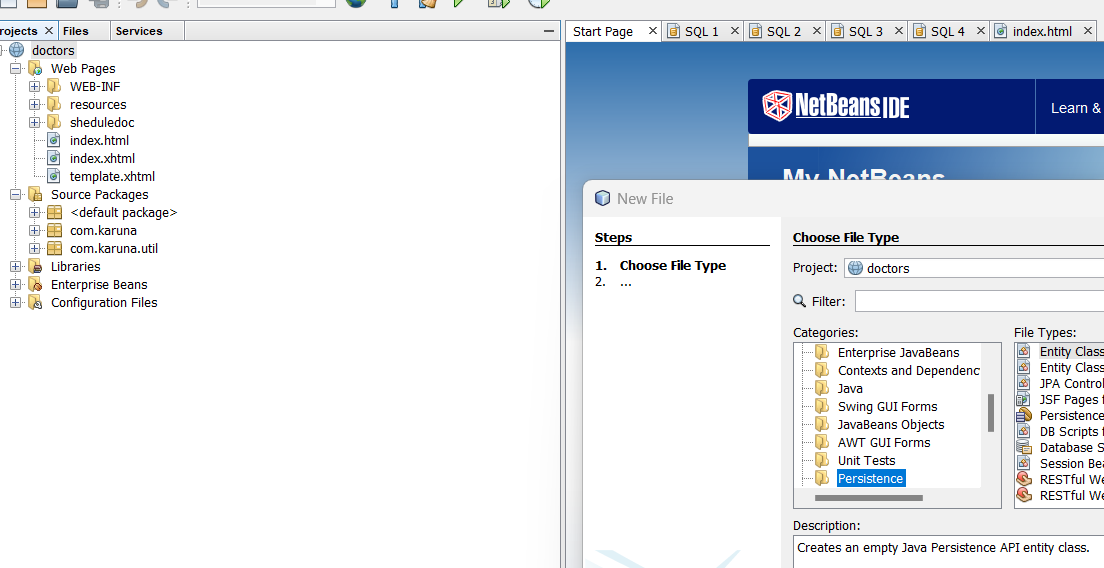 rojects
Files
Services
doctors
Web Pages
WEB-INF
resources
sheduledoc
index.html
index.xhtml
template.xhtml
Source Packages
<default package>
com.karuna
com.karuna.util
Libraries
Enterprise Beans
Configuration Files
Start Page
SQL 1
SQL 2
SQL 3
SQL 4
index.html
NetBeans IDE
Learn &
My NetBeans
New File
Steps
1. Choose File Type
2. ...
Choose File Type
Project: doctors
Filter:
Categories:
Enterprise JavaBeans
Contexts and Dependenc
Java
Swing GUI Forms
JavaBeans Objects
AWT GUI Forms
Unit Tests
Persistence
File Types:
Entity Class
Entity Class
JPA Control
JSF Pages f
Persistence
DB Scripts f
Database S
Session Bea
RESTful We
RESTful We
Description:
Creates an empty Java Persistence API entity class.